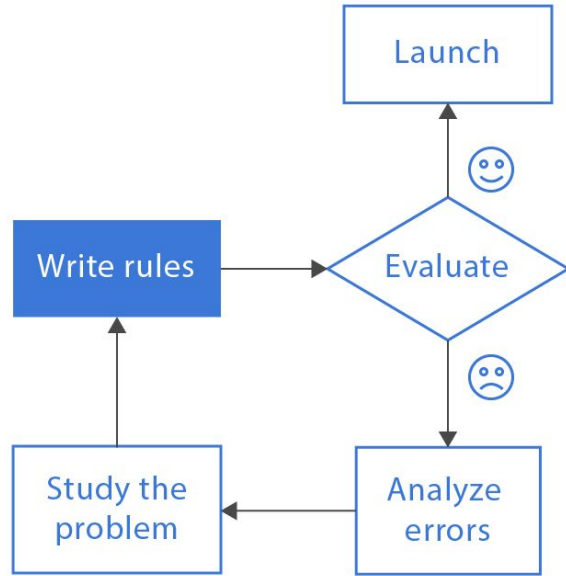 Launch
Write rules
Evaluate
Study the
problem
Analyze
errors